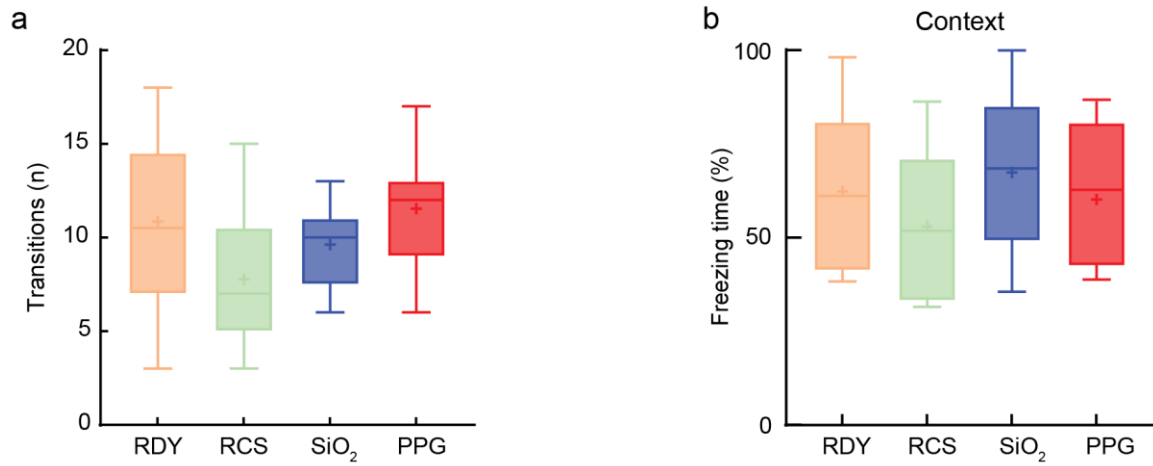 a
Transitions (n)
20
15
10
5
0
RDY RCS SiO₂ PPG
b
Context
Freezing time (%)
100
50
0
RDY RCS SiO₂ PPG